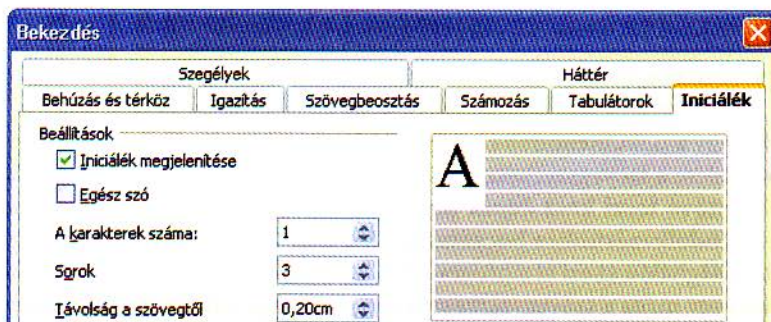 Bekezdés
Szegélyek Háttér
Behúzás és térköz Igazítás Szövegbeosztás Számozás Tabulátorok Iniciálék
Beállítások
Iniciálék megjelenítése
Egész szó
A karakterek száma: 1
Sorok 3
Távolság a szövegtől 0,20cm
A